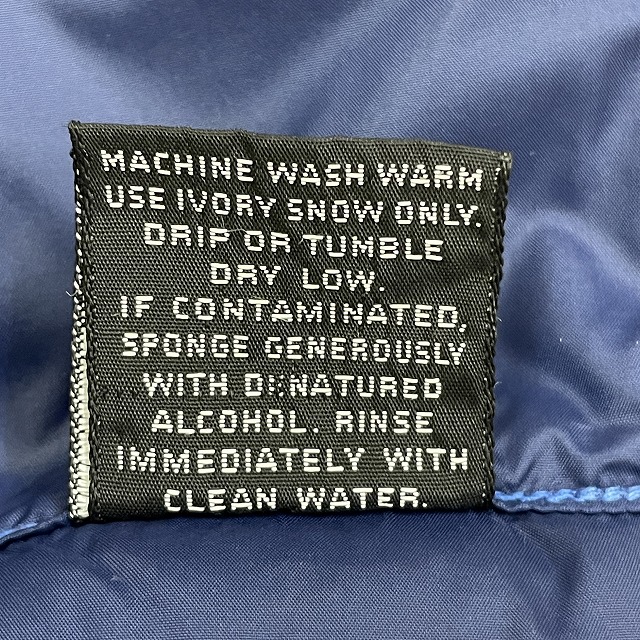 MACHINE WASH WARM
USE IVORY SNOW ONLY.
DRIP OR TUMBLE
DRY LOW.
IF CONTAMINATED,
SPONGE GENEROUSLY
WITH DENATURED
ALCOHOL. RINSE
IMMEDIATELY WITH
CLEAN WATER.